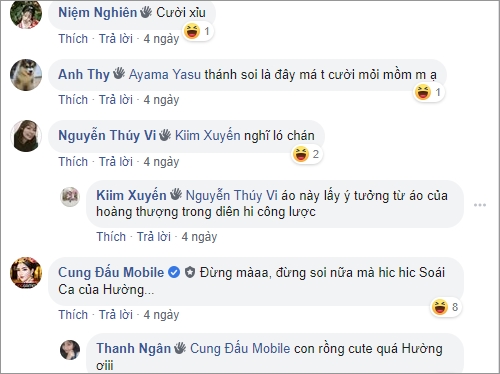 Niệm Nghiên Cười xỉu
1
Thích · Trả lời · 4 ngày
Anh Thy Ayama Yasu thánh soi là đây má t cười mỏi mồm m ạ
1
Thích · Trả lời · 4 ngày
Nguyễn Thúy Vi Kiim Xuyến nghĩ ló chán
2
Thích · Trả lời · 4 ngày
Kiim Xuyến Nguyễn Thúy Vi áo này lấy ý tưởng từ áo của
hoàng thượng trong diên hi công lược
Thích · Trả lời · 4 ngày
Cung Đấu Mobile Đừng màaa, đừng soi nữa mà hic hic Soái
Ca của Hường...
8
Thích · Trả lời · 4 ngày
Thanh Ngân Cung Đấu Mobile con rồng cute quá Hường
ơiii